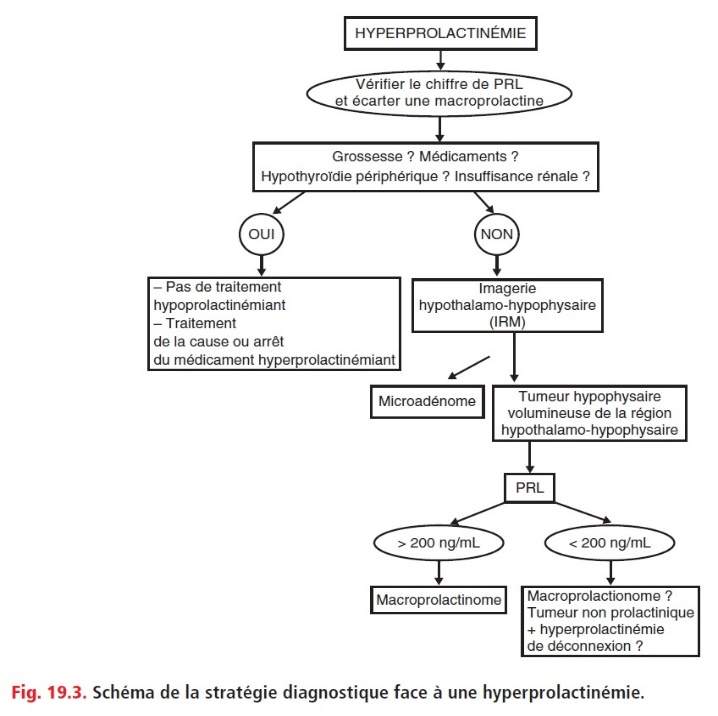 HYPERPROLACTINÉMIE
Vérifier le chiffre de PRL
et écarter une macroprolactine
Grossesse ? Médicaments ?
Hypothyroïdie périphérique ? Insuffisance rénale ?
OUI
NON
– Pas de traitement
hypoprolactinémiant
– Traitement
de la cause ou arrêt
du médicament hyperprolactinémiant
Imagerie
hypothalamo-hypophysaire
(IRM)
Microadénome
Tumeur hypophysaire
volumineuse de la région
hypothalamo-hypophysaire
PRL
> 200 ng/mL
< 200 ng/mL
Macroprolactinome
Macroprolactionome ?
Tumeur non prolactinique
+ hyperprolactinémie
de déconnexion ?
Fig. 19.3. Schéma de la stratégie diagnostique face à une hyperprolactinémie.